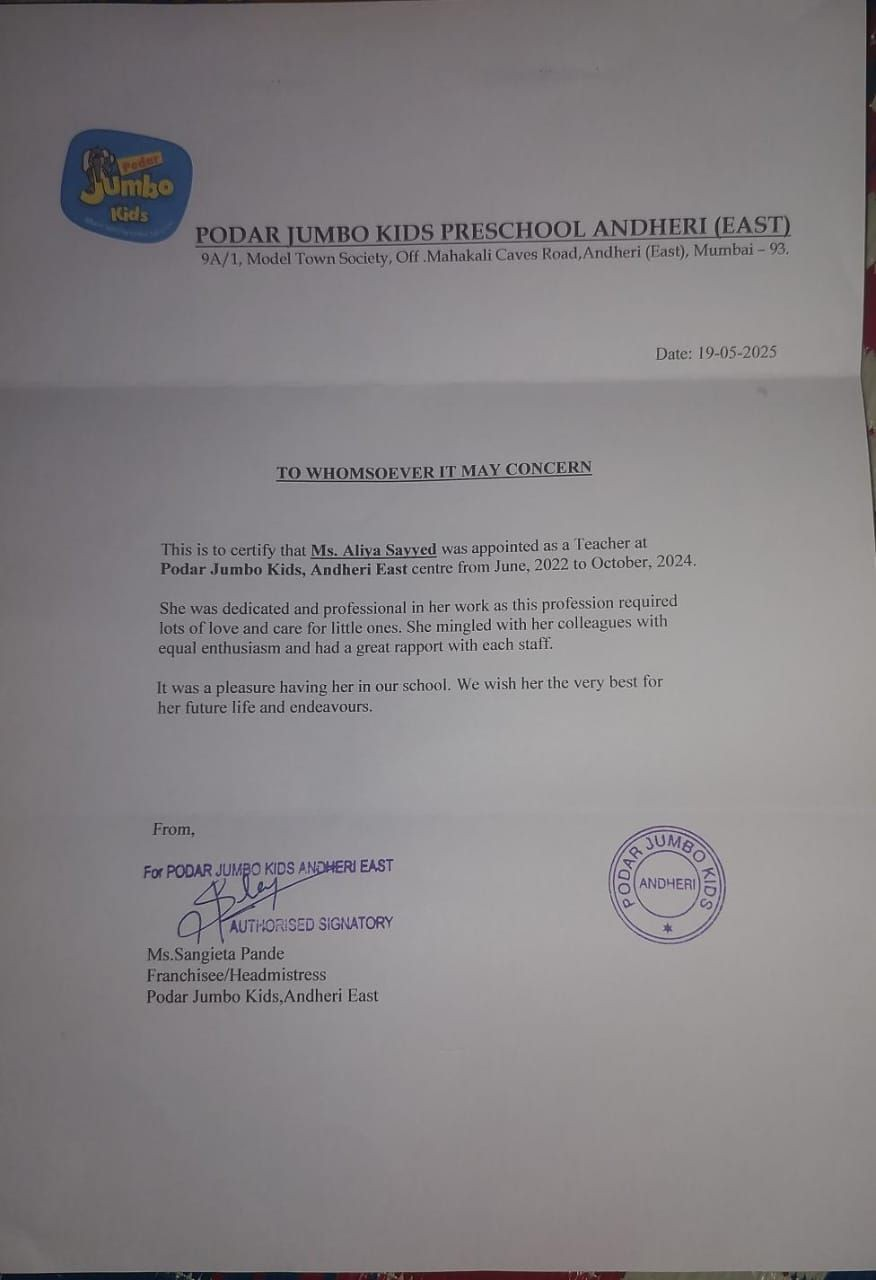 Podar
Jumbo
Kids
PODAR JUMBO KIDS PRESCHOOL ANDHERI (EAST)
9A/1, Model Town Society, Off .Mahakali Caves Road,Andheri (East), Mumbai – 93.
Date: 19-05-2025
TO WHOMSOEVER IT MAY CONCERN
This is to certify that Ms. Aliya Sayyed was appointed as a Teacher at
Podar Jumbo Kids, Andheri East centre from June, 2022 to October, 2024.
She was dedicated and professional in her work as this profession required
lots of love and care for little ones. She mingled with her colleagues with
equal enthusiasm and had a great rapport with each staff.
It was a pleasure having her in our school. We wish her the very best for
her future life and endeavours.
From,
For PODAR JUMBO KIDS ANDHERI EAST
AUTHORISED SIGNATORY
Ms.Sangieta Pande
Franchisee/Headmistress
Podar Jumbo Kids,Andheri East
PODAR JUMBO KIDS
ANDHERI